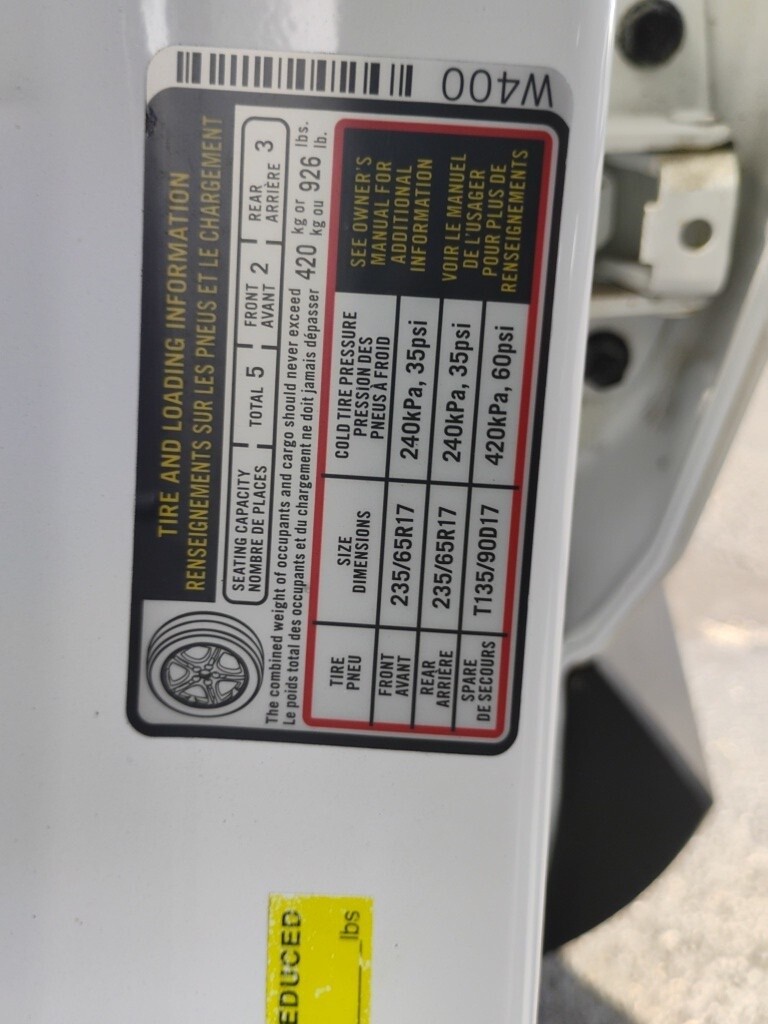 W400
TIRE AND LOADING INFORMATION
RENSEIGNEMENTS SUR LES PNEUS ET LE CHARGEMENT
SEATING CAPACITY
NOMBRE DE PLACES
TOTAL 5
FRONT
AVANT
2
REAR
ARRIÈRE
3
The combined weight of occupants and cargo should never exceed 420 kg or 926 lbs.
Le poids total des occupants et du chargement ne doit jamais dépasser 420 kg ou 926 lb.
TIRE
PNEU
SIZE
DIMENSIONS
COLD TIRE PRESSURE
PRESSION DES
PNEUS À FROID
FRONT
AVANT
235/65R17
240kPa, 35psi
REAR
ARRIÈRE
235/65R17
240kPa, 35psi
SPARE
DE SECOURS
T135/90D17
420kPa, 60psi
SEE OWNER'S
MANUAL FOR
ADDITIONAL
INFORMATION
VOIR LE MANUEL
DE L'USAGER
POUR PLUS DE
RENSEIGNEMENTS
EDUCED
lbs